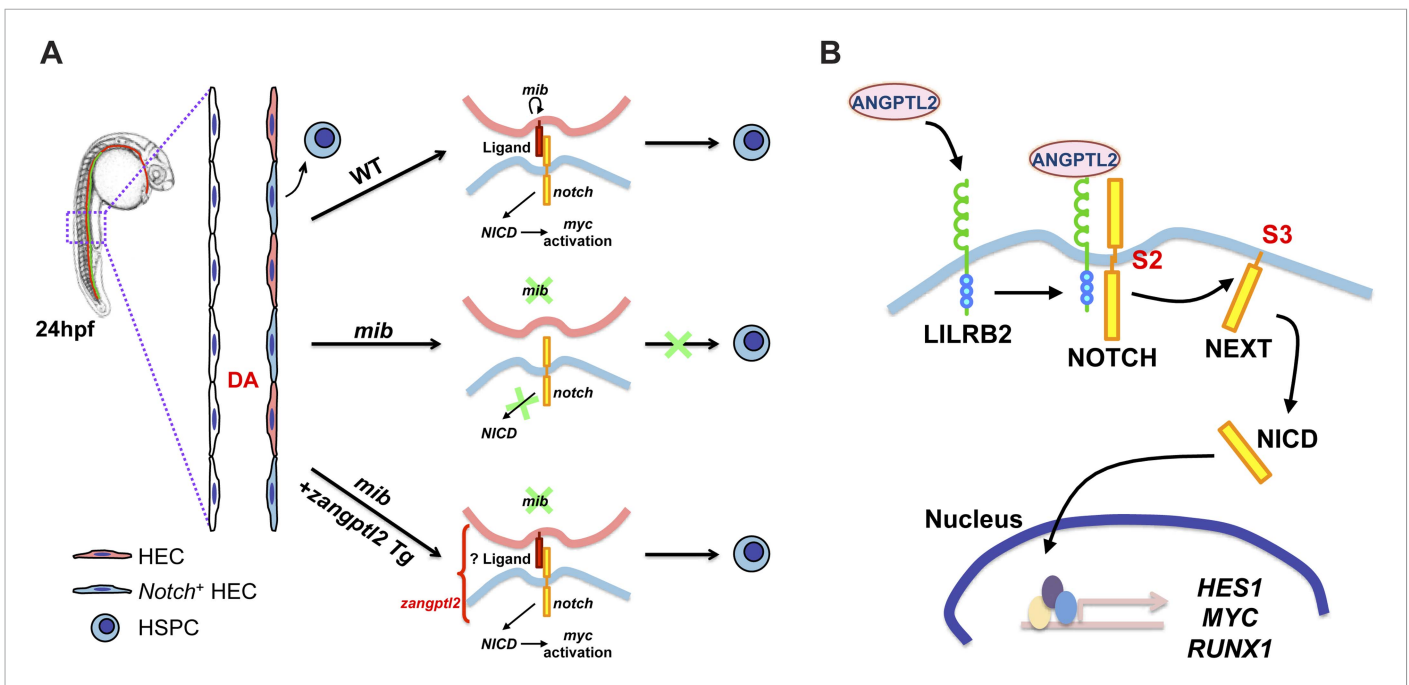 A
24hpf
DA
HEC
Notch+ HEC
HSPC
WT
mib
Ligand
notch
NICD
myc
activation
mib
mib
notch
NICD
mib
+zangptl2 Tg
mib
? Ligand
zangptl2
notch
NICD
myc
activation
B
ANGPTL2
ANGPTL2
S3
S2
LILRB2
NOTCH
NEXT
NICD
Nucleus
HES1
MYC
RUNX1